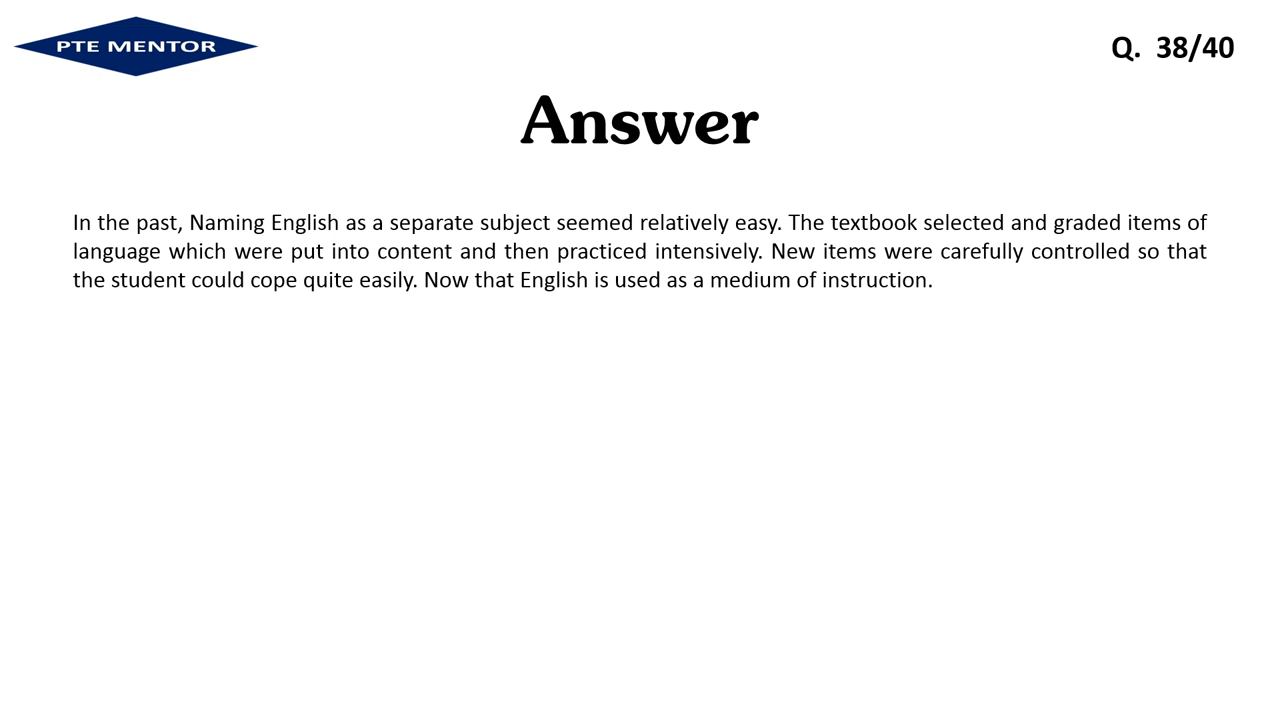 PTE MENTOR
Q. 38/40
Answer
In the past, Naming English as a separate subject seemed relatively easy. The textbook selected and graded items of
language which were put into content and then practiced intensively. New items were carefully controlled so that
the student could cope quite easily. Now that English is used as a medium of instruction.